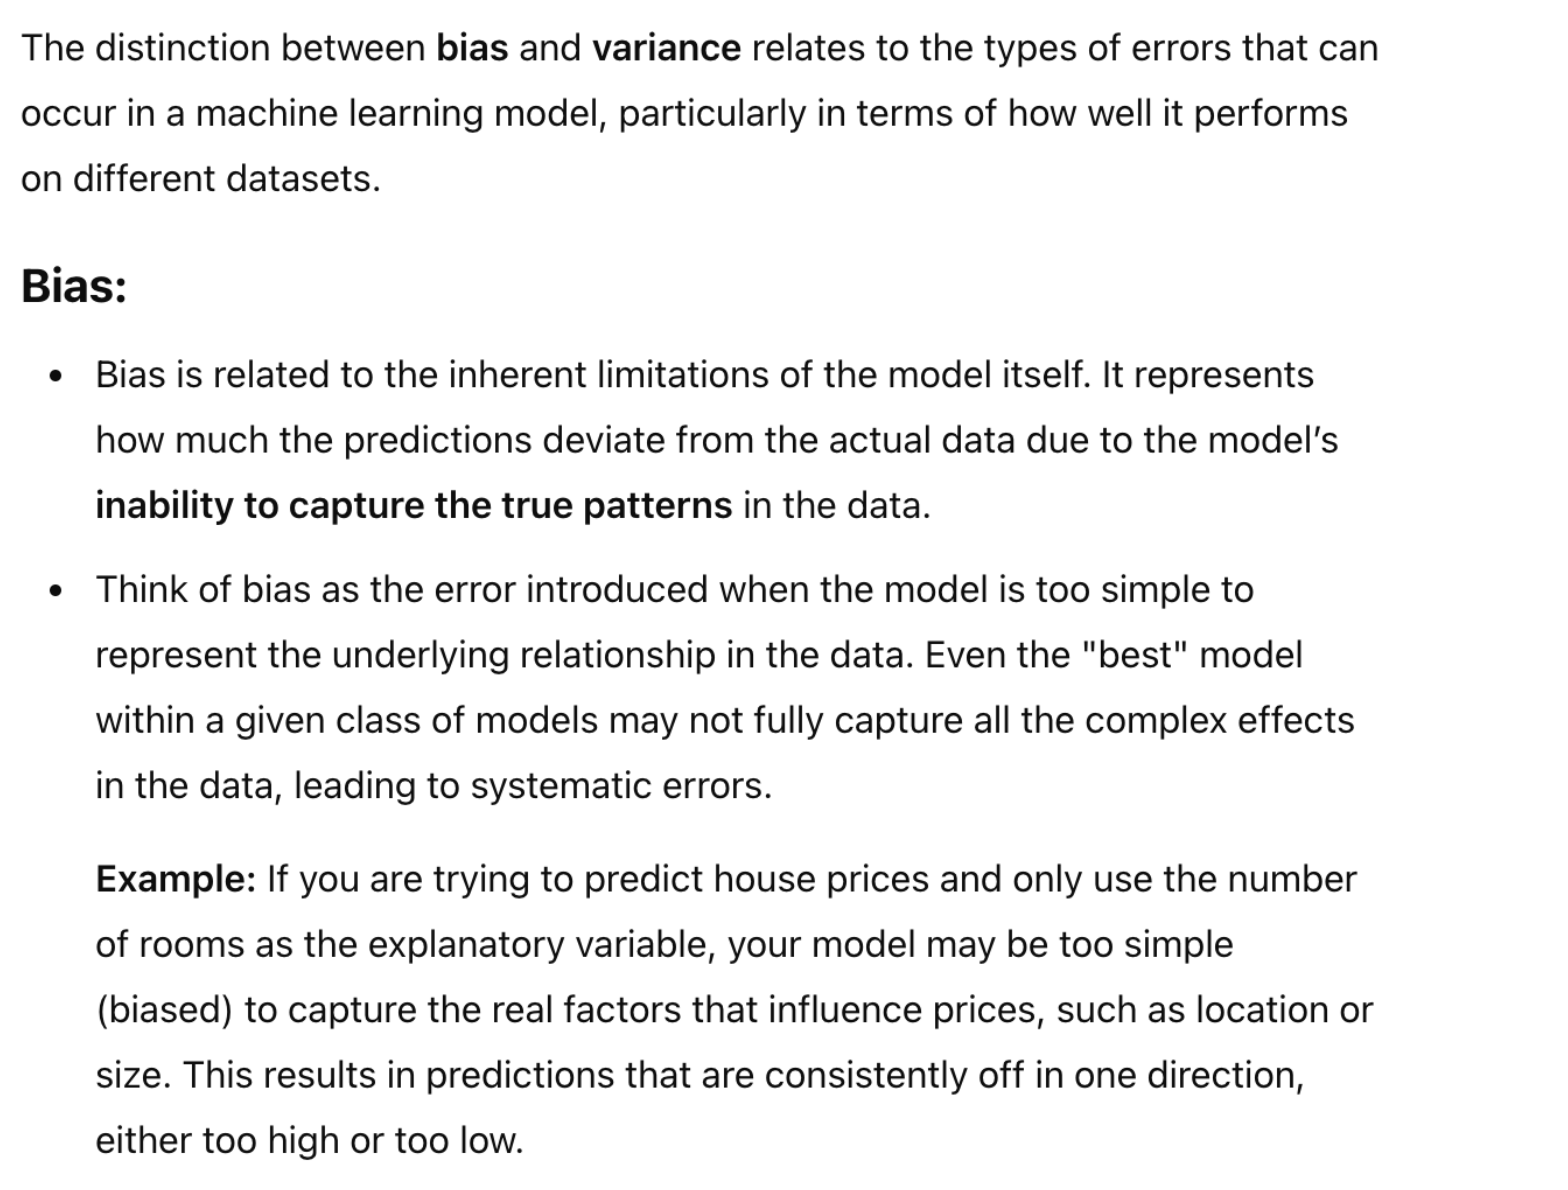 The distinction between bias and variance relates to the types of errors that can
occur in a machine learning model, particularly in terms of how well it performs
on different datasets.
Bias:
• Bias is related to the inherent limitations of the model itself. It represents
how much the predictions deviate from the actual data due to the model’s
inability to capture the true patterns in the data.
• Think of bias as the error introduced when the model is too simple to
represent the underlying relationship in the data. Even the "best" model
within a given class of models may not fully capture all the complex effects
in the data, leading to systematic errors.
Example: If you are trying to predict house prices and only use the number
of rooms as the explanatory variable, your model may be too simple
(biased) to capture the real factors that influence prices, such as location or
size. This results in predictions that are consistently off in one direction,
either too high or too low.